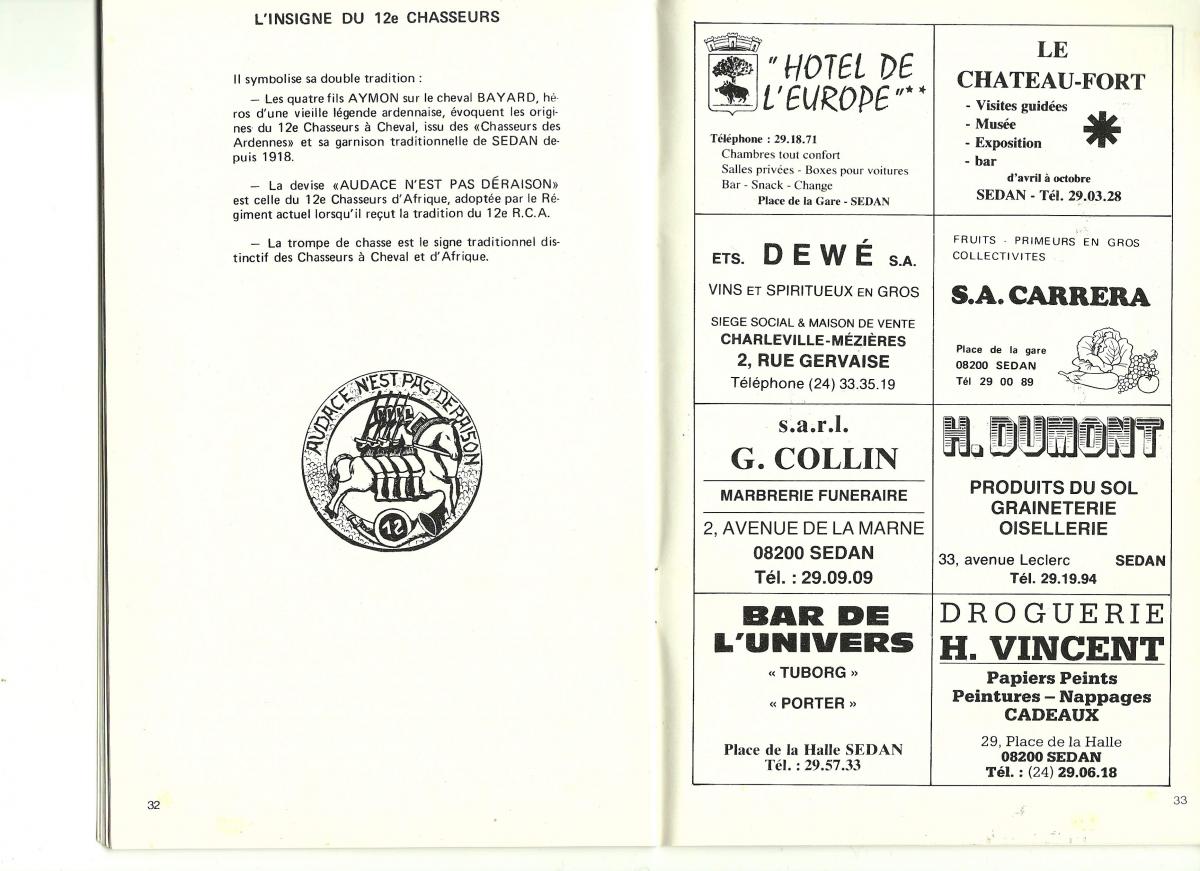 L'INSIGNE DU 12e CHASSEURS
Il symbolise sa double tradition :
— Les quatre fils AYMON sur le cheval BAYARD, hé-
ros d'une vieille légende ardennaise, évoquent les origi-
nes du 12e Chasseurs à Cheval, issu des «Chasseurs des
Ardennes» et sa garnison traditionnelle de SEDAN de-
puis 1918.
— La devise «AUDACE N'EST PAS DÉRAISON»
est celle du 12e Chasseurs d'Afrique, adoptée par le Ré-
giment actuel lorsqu'il reçut la tradition du 12e R.C.A.
— La trompe de chasse est le signe traditionnel dis-
tinctif des Chasseurs à Cheval et d'Afrique.
AUDACE N'EST PAS DERAISON
12
32
"HOTEL DE
L'EUROPE"**
Téléphone : 29.18.71
Chambres tout confort
Salles privées - Boxes pour voitures
Bar - Snack - Change
Place de la Gare - SEDAN
LE
CHATEAU-FORT
- Visites guidées
- Musée
- Exposition
- bar
d'avril à octobre
SEDAN - Tél. 29.03.28
ETS. DEWÉ S.A.
VINS ET SPIRITUEUX EN GROS
SIEGE SOCIAL & MAISON DE VENTE
CHARLEVILLE-MÉZIÈRES
2, RUE GERVAISE
Téléphone (24) 33.35.19
FRUITS - PRIMEURS EN GROS
COLLECTIVITES
S.A. CARRERA
Place de la gare
08200 SEDAN
Tél 29 00 89
s.a.r.l.
G. COLLIN
MARBRERIE FUNERAIRE
2, AVENUE DE LA MARNE
08200 SEDAN
Tél. : 29.09.09
H. DUMONT
PRODUITS DU SOL
GRAINETERIE
OISELLERIE
33, avenue Leclerc SEDAN
Tél. 29.19.94
BAR DE
L'UNIVERS
« TUBORG »
« PORTER »
Place de la Halle SEDAN
Tél. : 29.57.33
DROGUERIE
H. VINCENT
Papiers Peints
Peintures – Nappages
CADEAUX
29, Place de la Halle
08200 SEDAN
Tél. : (24) 29.06.18
33